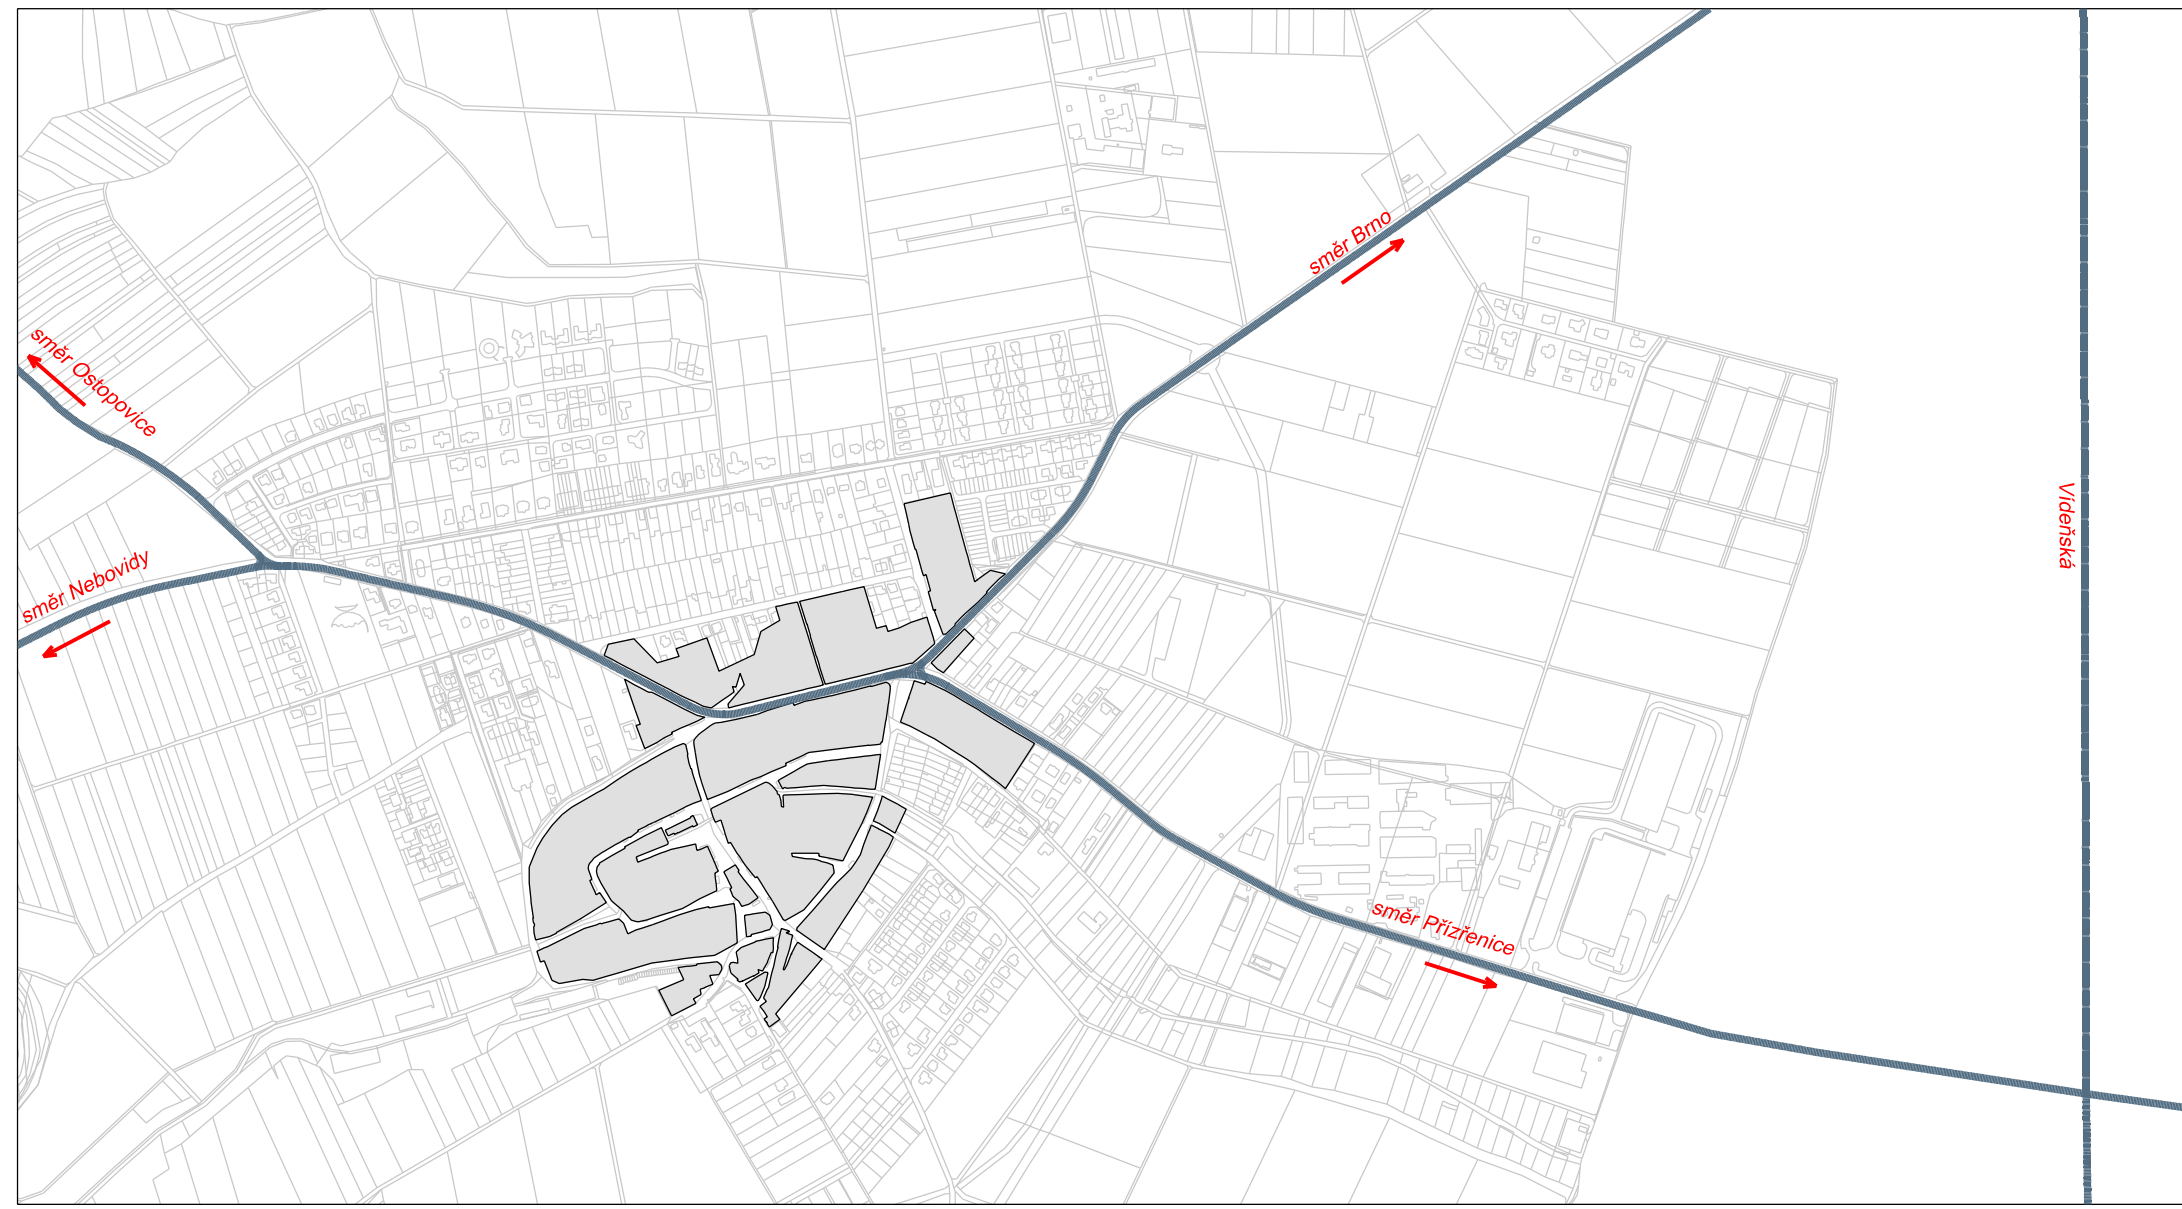 směr Brno
směr Ostopovice
Vídeňská
směr Nebovidy
směr Přízřenice